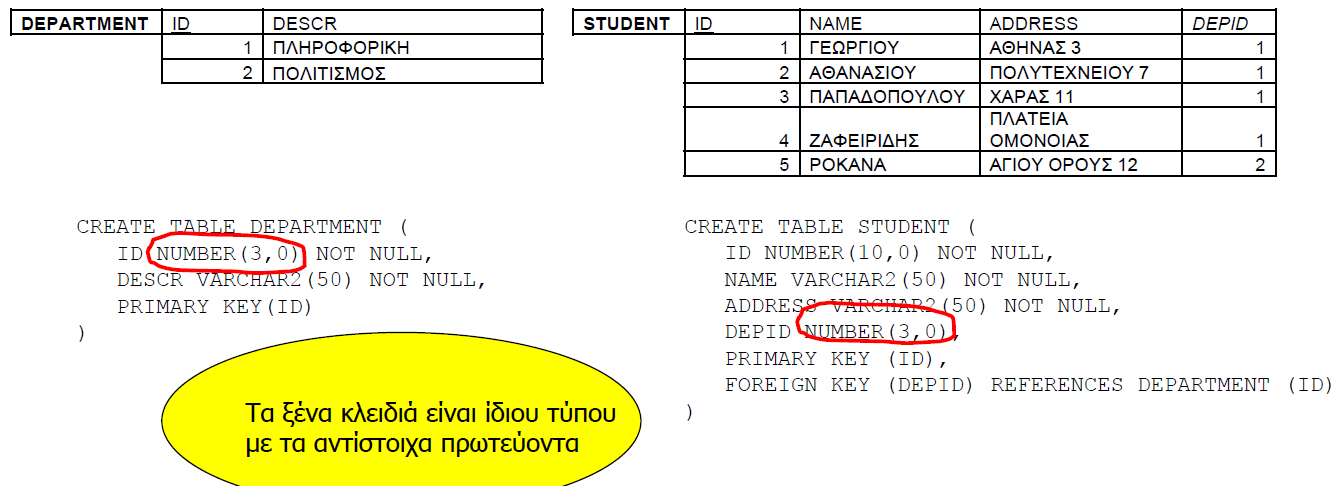 DEPARTMENT ID DESCR
1 ΠΛΗΡΟΦΟΡΙΚΗ
2 ΠΟΛΙΤΙΣΜΟΣ
STUDENT ID NAME ADDRESS DEPID
1 ΓΕΩΡΓΙΟΥ ΑΘΗΝΑΣ 3 1
2 ΑΘΑΝΑΣΙΟΥ ΠΟΛΥΤΕΧΝΕΙΟΥ 7 1
3 ΠΑΠΑΔΟΠΟΥΛΟΥ ΧΑΡΑΣ 11 1
ΠΛΑΤΕΙΑ
4 ΖΑΦΕΙΡΙΔΗΣ ΟΜΟΝΟΙΑΣ 1
5 ΡΟΚΑΝΑ ΑΓΙΟΥ ΟΡΟΥΣ 12 2
CREATE TABLE DEPARTMENT (
ID NUMBER(3,0) NOT NULL,
DESCR VARCHAR2(50) NOT NULL,
PRIMARY KEY(ID)
)
CREATE TABLE STUDENT (
ID NUMBER(10,0) NOT NULL,
NAME VARCHAR2(50) NOT NULL,
ADDRESS VARCHAR2(50) NOT NULL,
DEPID NUMBER(3,0),
PRIMARY KEY (ID),
FOREIGN KEY (DEPID) REFERENCES DEPARTMENT (ID)
)
Τα ξένα κλειδιά είναι ίδιου τύπου
με τα αντίστοιχα πρωτεύοντα